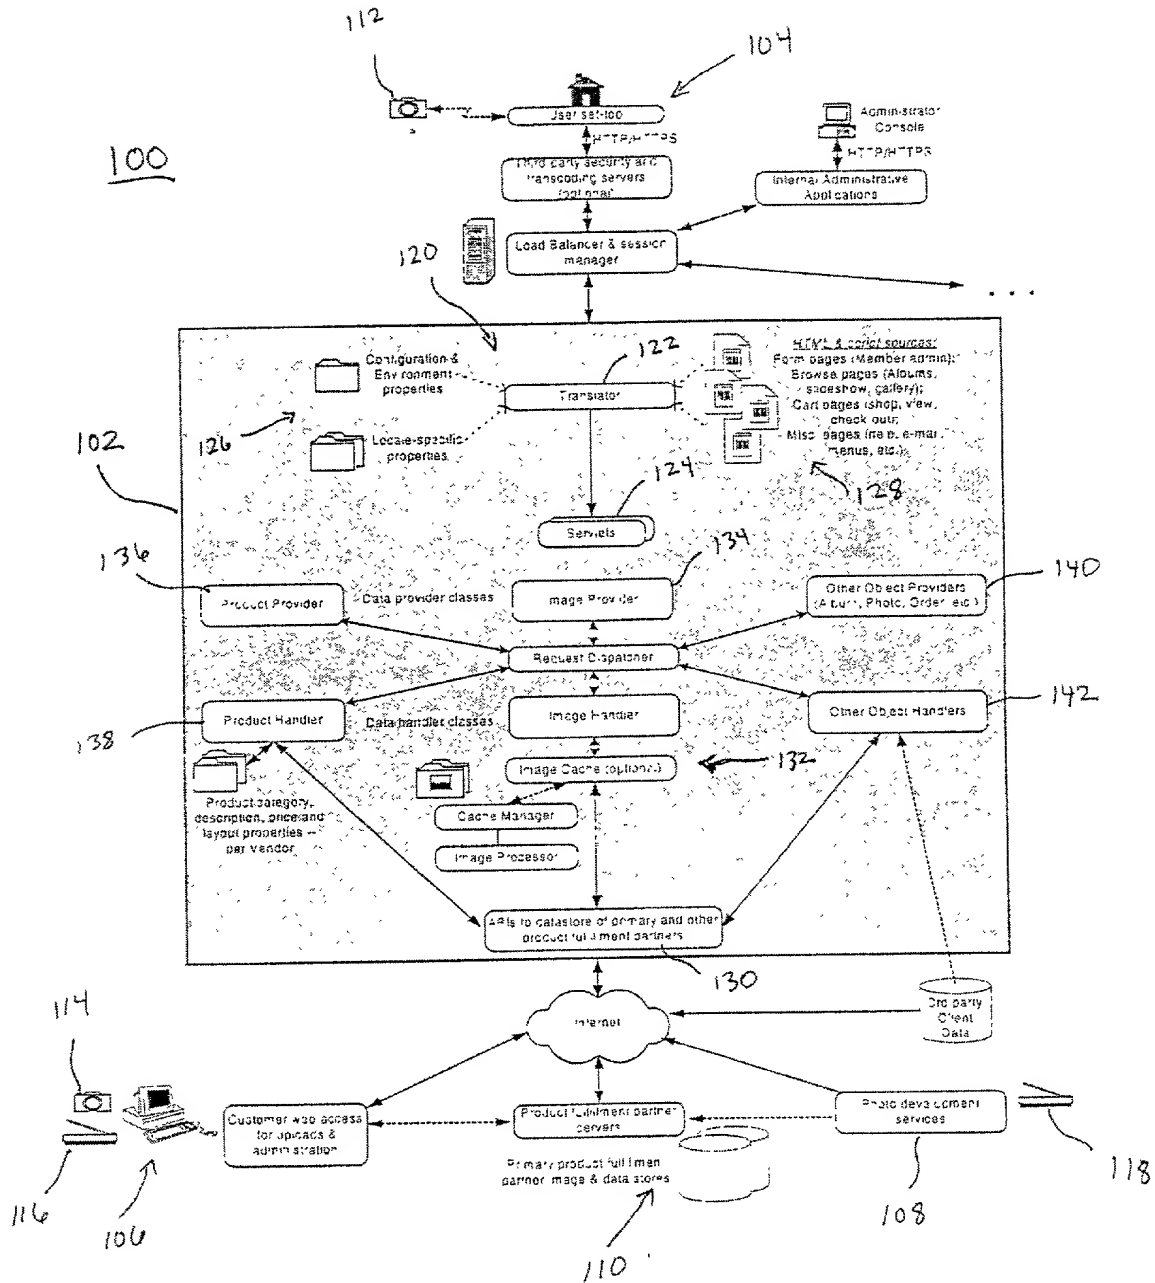 112
104
User set-top
Administrator
Console
HTTP/HTTPS
HTTP/HTTPS
100
Third party security and
transcoding servers
(optional)
Internal Administrative
Applications
Load Balancer & session
manager
120
. . .
122
Configuration &
Environment
properties
HTML & script sources:
Form pages (Member admin);
Browse pages (Albums,
slideshow, gallery);
Cart pages (shop, view,
check out);
Misc. pages (help, e-mail,
menus, etc.)
Translator
126
Locale-specific
properties
102
124
128
Servlets
134
136
140
Product Provider
Data provider classes
Image Provider
Other Object Providers
(Album, Photo, Order, etc.)
Request Dispatcher
142
Product Handler
Data handler classes
Image Handler
Other Object Handlers
138
132
Image Cache (optional)
Product category,
description, price and
layout properties –
per Vendor
Cache Manager
Image Processor
APIs to datastore of primary and other
product fulfillment partners
130
114
Internet
3rd party
Client
Data
Customer web access
for uploads &
administration
Product fulfillment partner
servers
Photo development
services
Primary product fulfillment
partner image & data stores
116
106
110
108
118